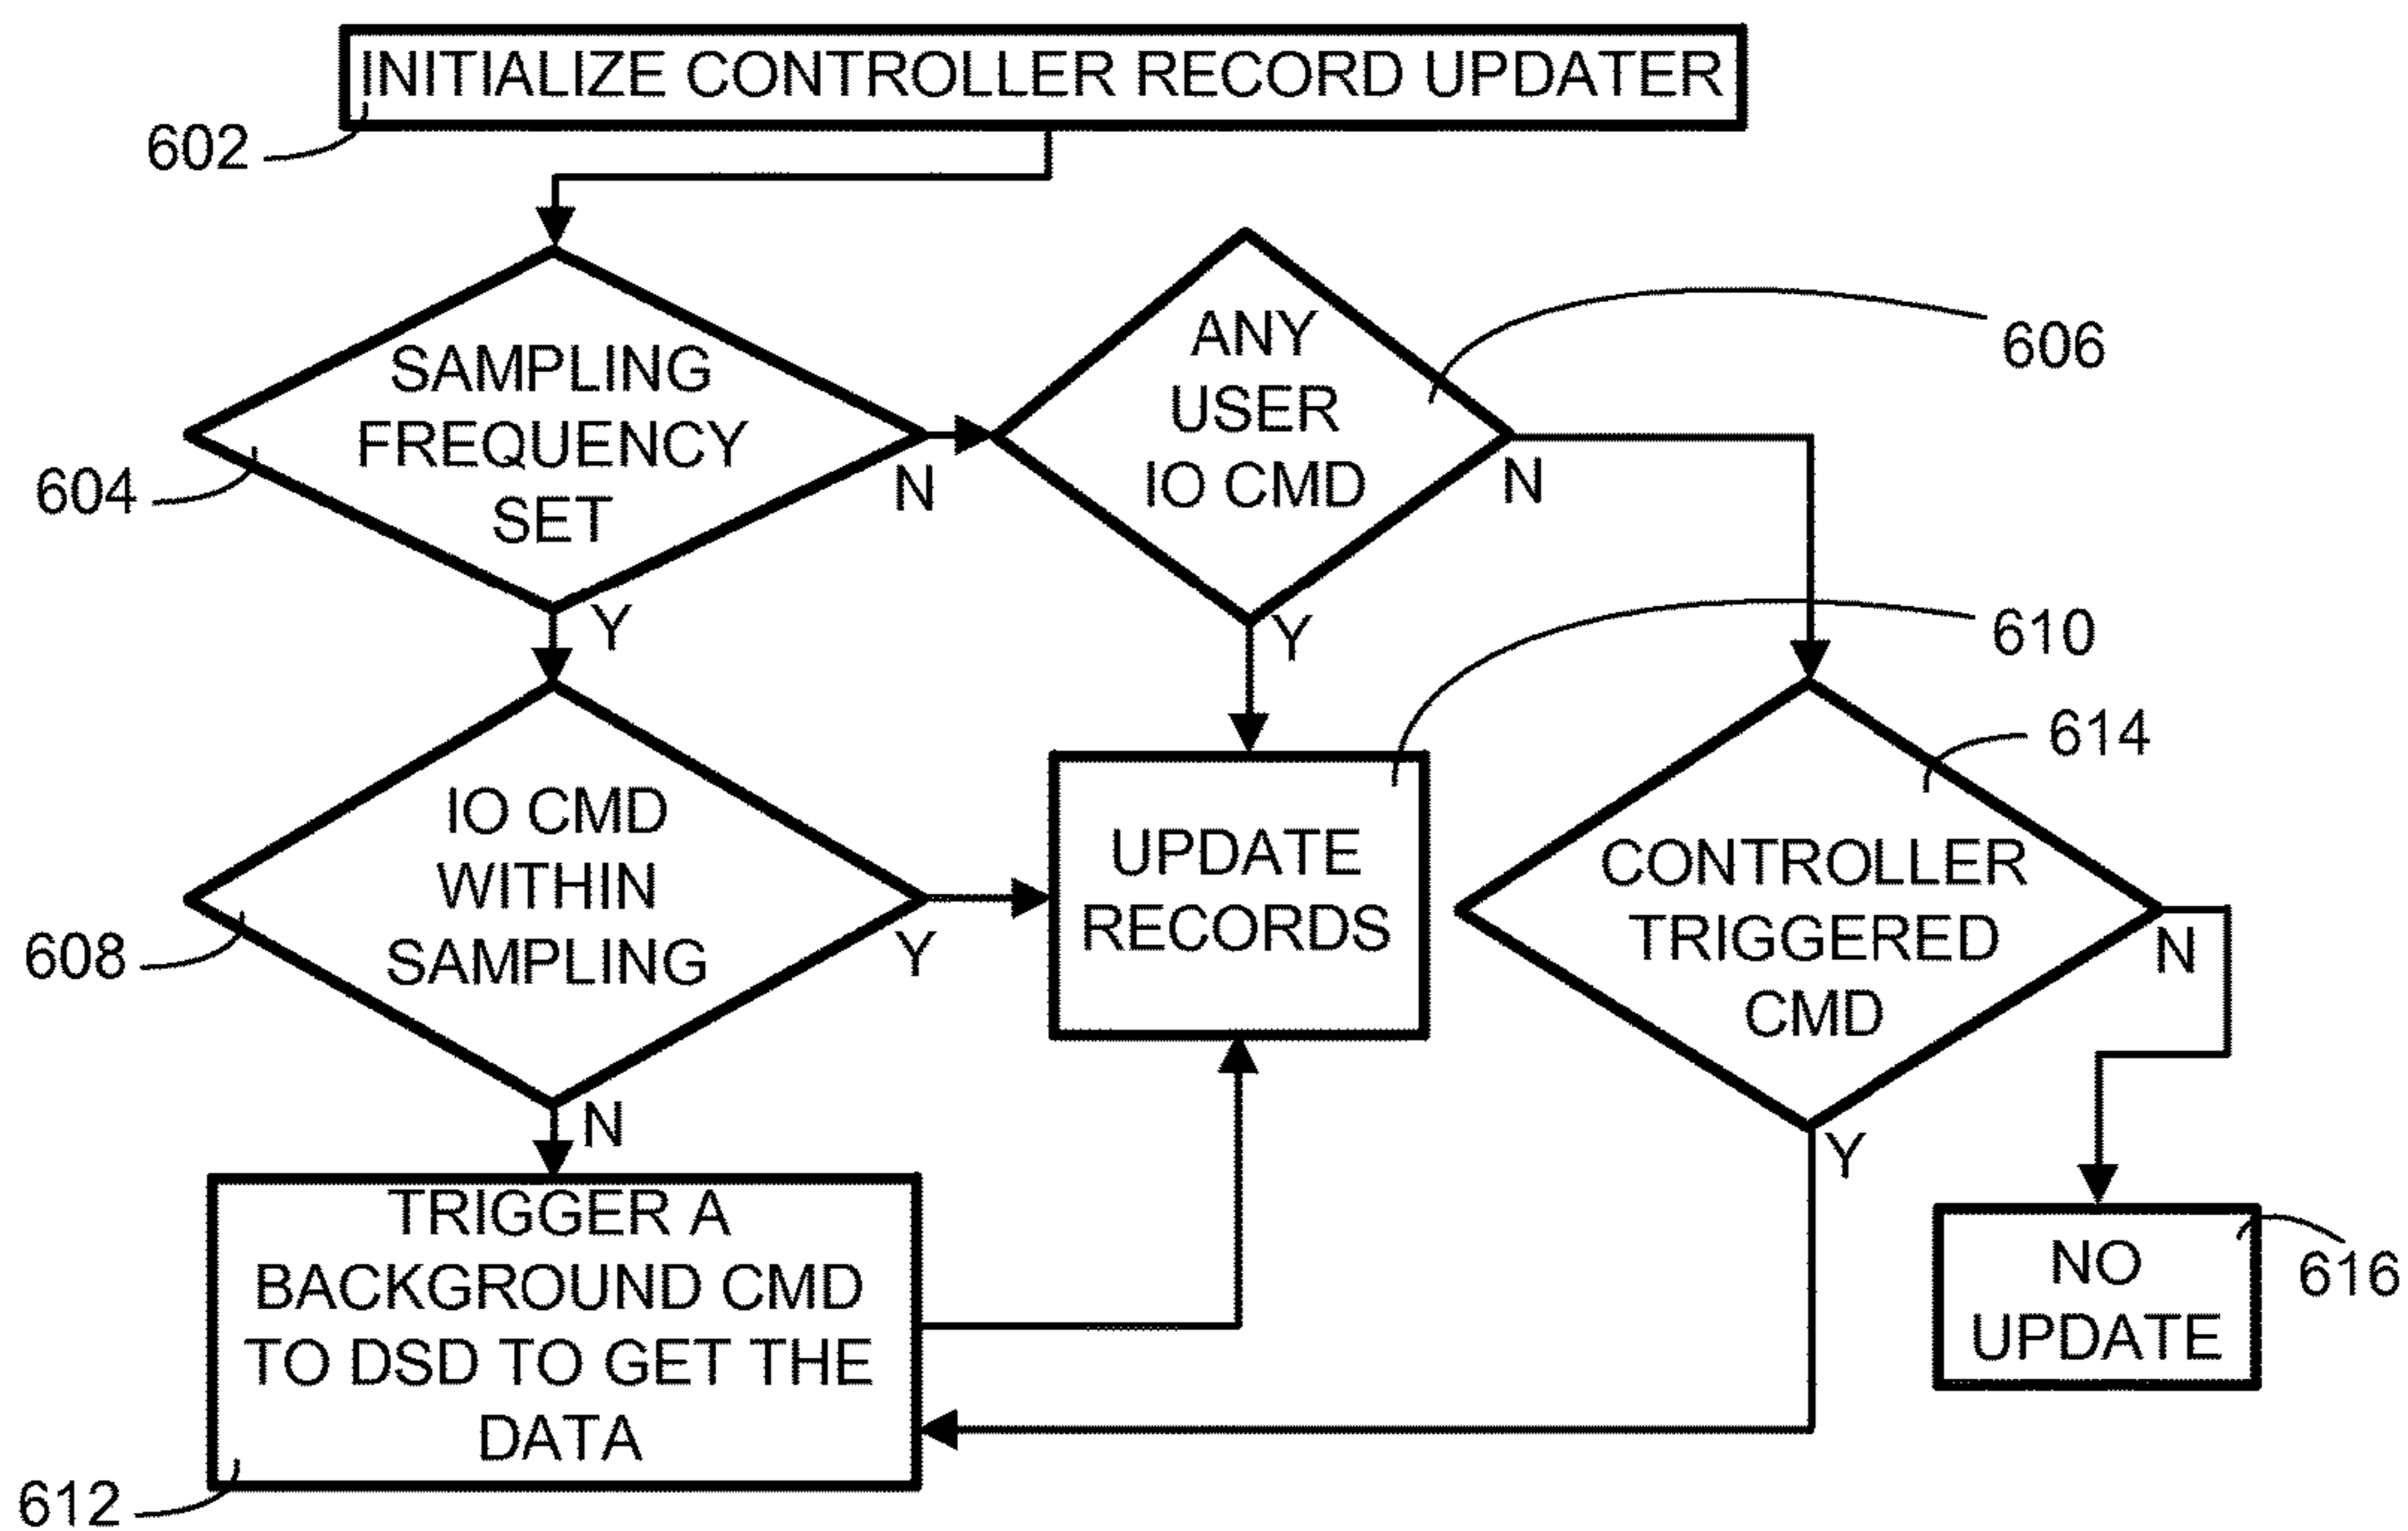 INITIALIZE CONTROLLER RECORD UPDATER
602
SAMPLING
FREQUENCY
SET
604
N
Y
ANY
USER
IO CMD
606
N
Y
610
IO CMD
WITHIN
SAMPLING
608
Y
N
UPDATE
RECORDS
614
CONTROLLER
TRIGGERED
CMD
N
Y
TRIGGER A
BACKGROUND CMD
TO DSD TO GET THE
DATA
612
NO
UPDATE
616